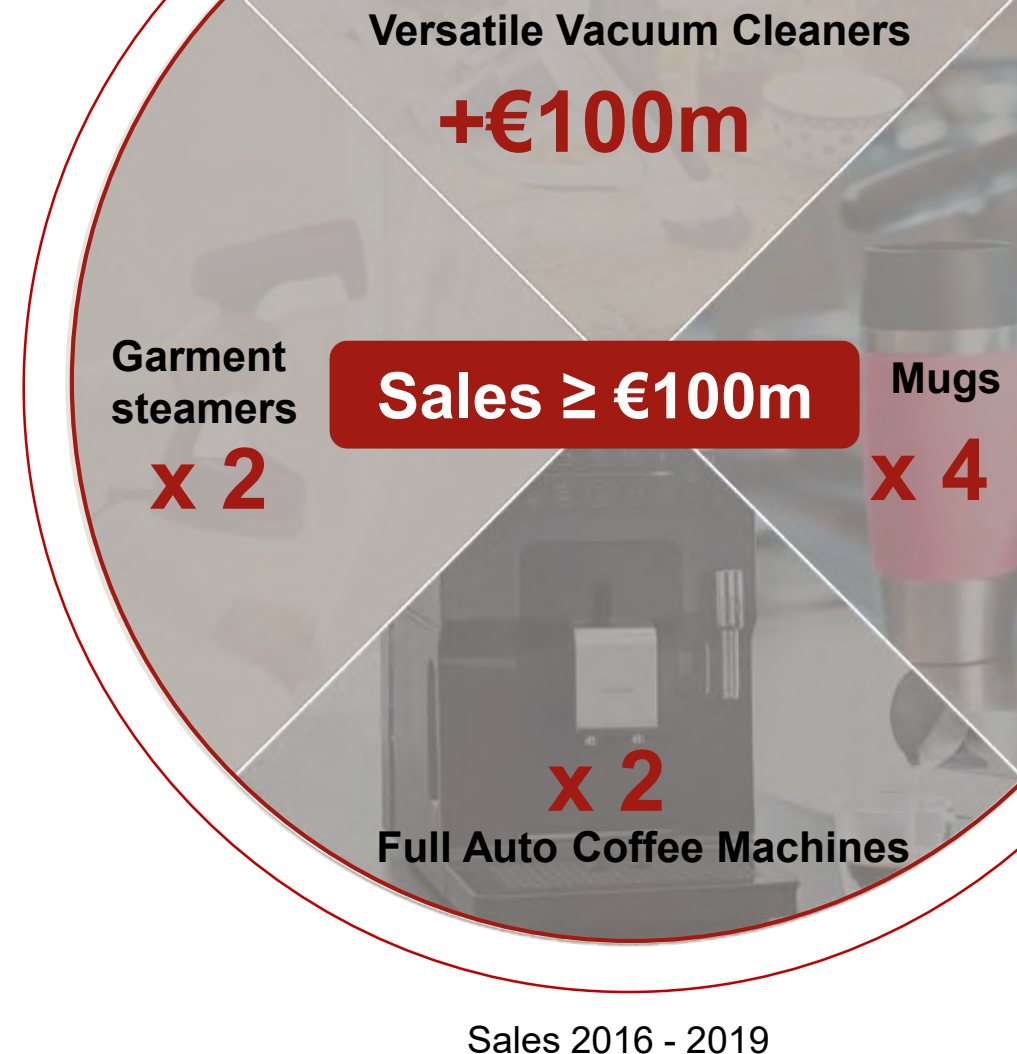 Versatile Vacuum Cleaners
+€100m
Garment
steamers
x 2
Sales ≥ €100m
Mugs
x 4
x 2
Full Auto Coffee Machines
Sales 2016 - 2019